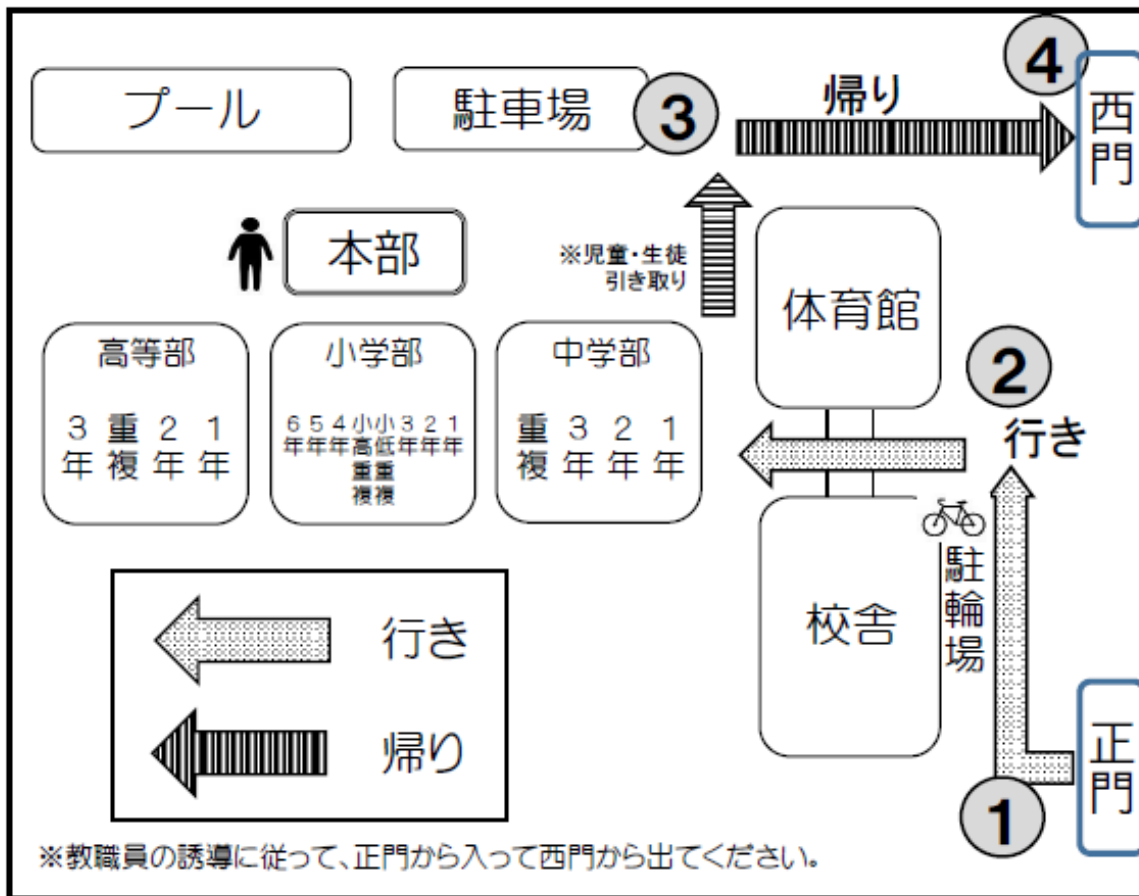 プール
駐車場
③
帰り
④
西門
本部
※児童・生徒
引き取り
体育館
②
行き
高等部
3年
重複
2年
1年
小学部
6年
5年
4年
小高重複
小低重複
3年
2年
1年
中学部
重複
3年
2年
1年
駐輪場
校舎
正門
①
行き
帰り
※教職員の誘導に従って、正門から入って西門から出てください。